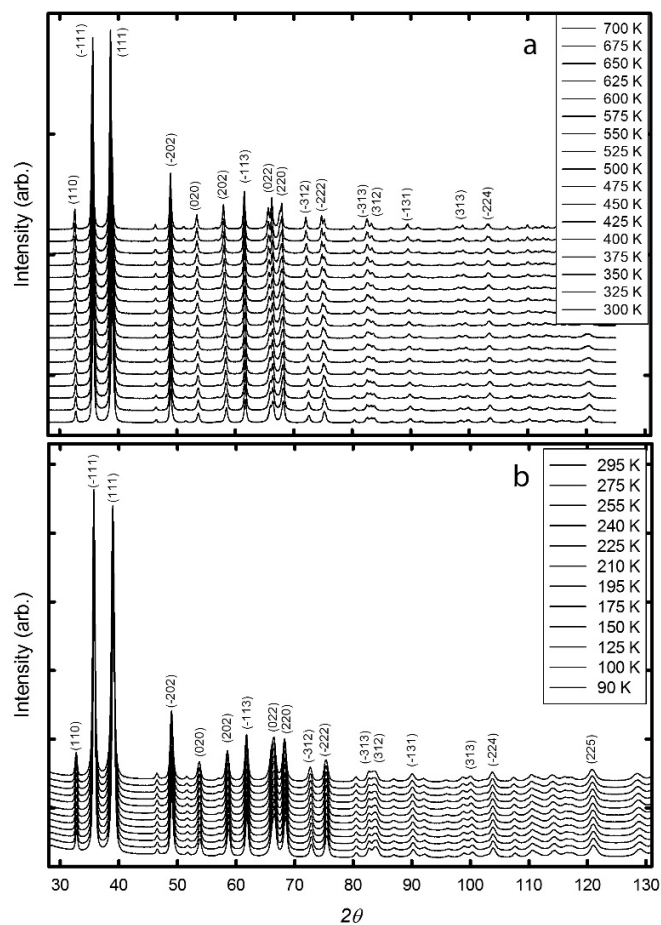 a
(-111)
(111)
(110)
(-202)
(020)
(202)
(-113)
(022)
(220)
(-312)
(-222)
(-313)
(312)
(-131)
(313)
(-224)
700 K
675 K
650 K
625 K
600 K
575 K
550 K
525 K
500 K
475 K
450 K
425 K
400 K
375 K
350 K
325 K
300 K
Intensity (arb.)
b
(-111)
(111)
(110)
(-202)
(020)
(202)
(-113)
(022)
(220)
(-312)
(-222)
(-313)
(312)
(-131)
(313)
(-224)
(225)
295 K
275 K
255 K
240 K
225 K
210 K
195 K
175 K
150 K
125 K
100 K
90 K
Intensity (arb.)
30 40 50 60 70 80 90 100 110 120 130
2θ